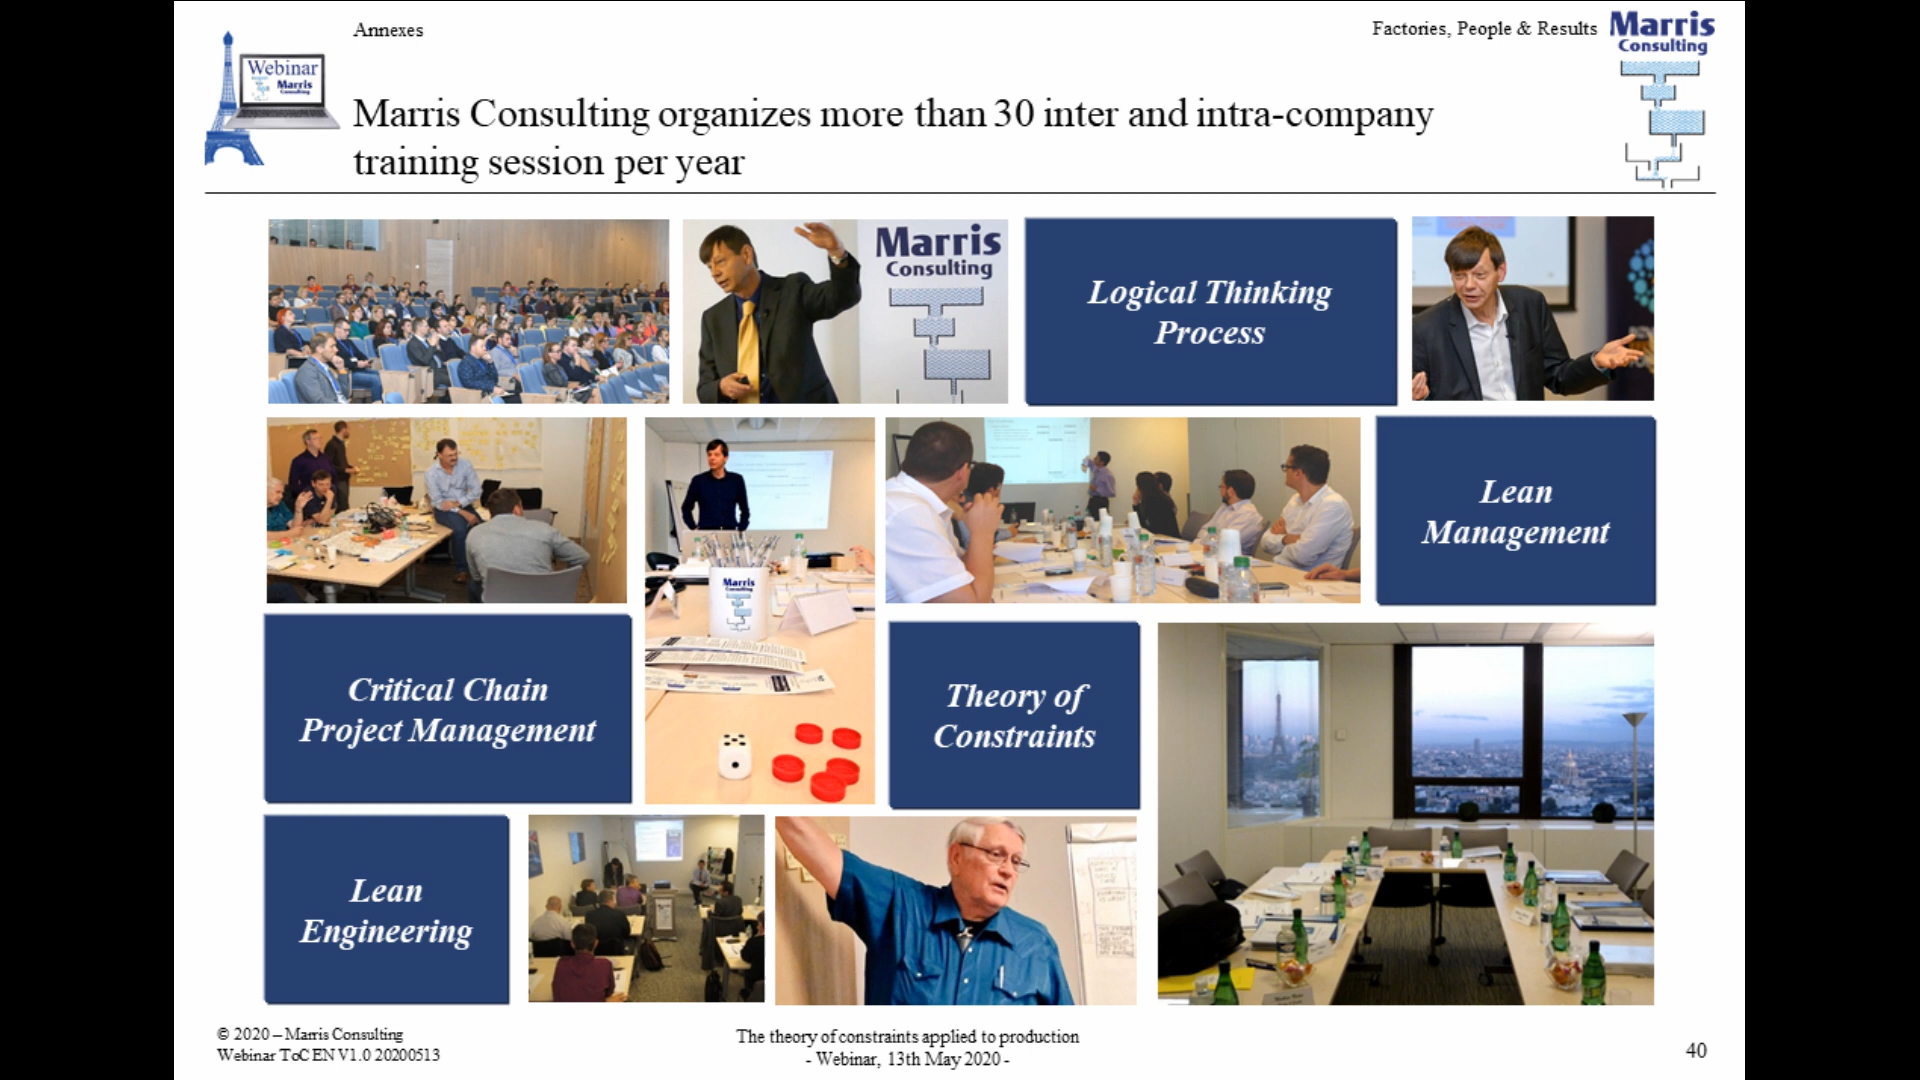 Annexes
Factories, People & Results
Marris
Consulting
Webinar
Marris
Consulting
Marris Consulting organizes more than 30 inter and intra-company
training session per year
Marris
Consulting
Logical Thinking
Process
Lean
Management
Marris
Consulting
Critical Chain
Project Management
Theory of
Constraints
Lean
Engineering
© 2020 – Marris Consulting
Webinar ToC EN V1.0 20200513
The theory of constraints applied to production
- Webinar, 13th May 2020 -
40